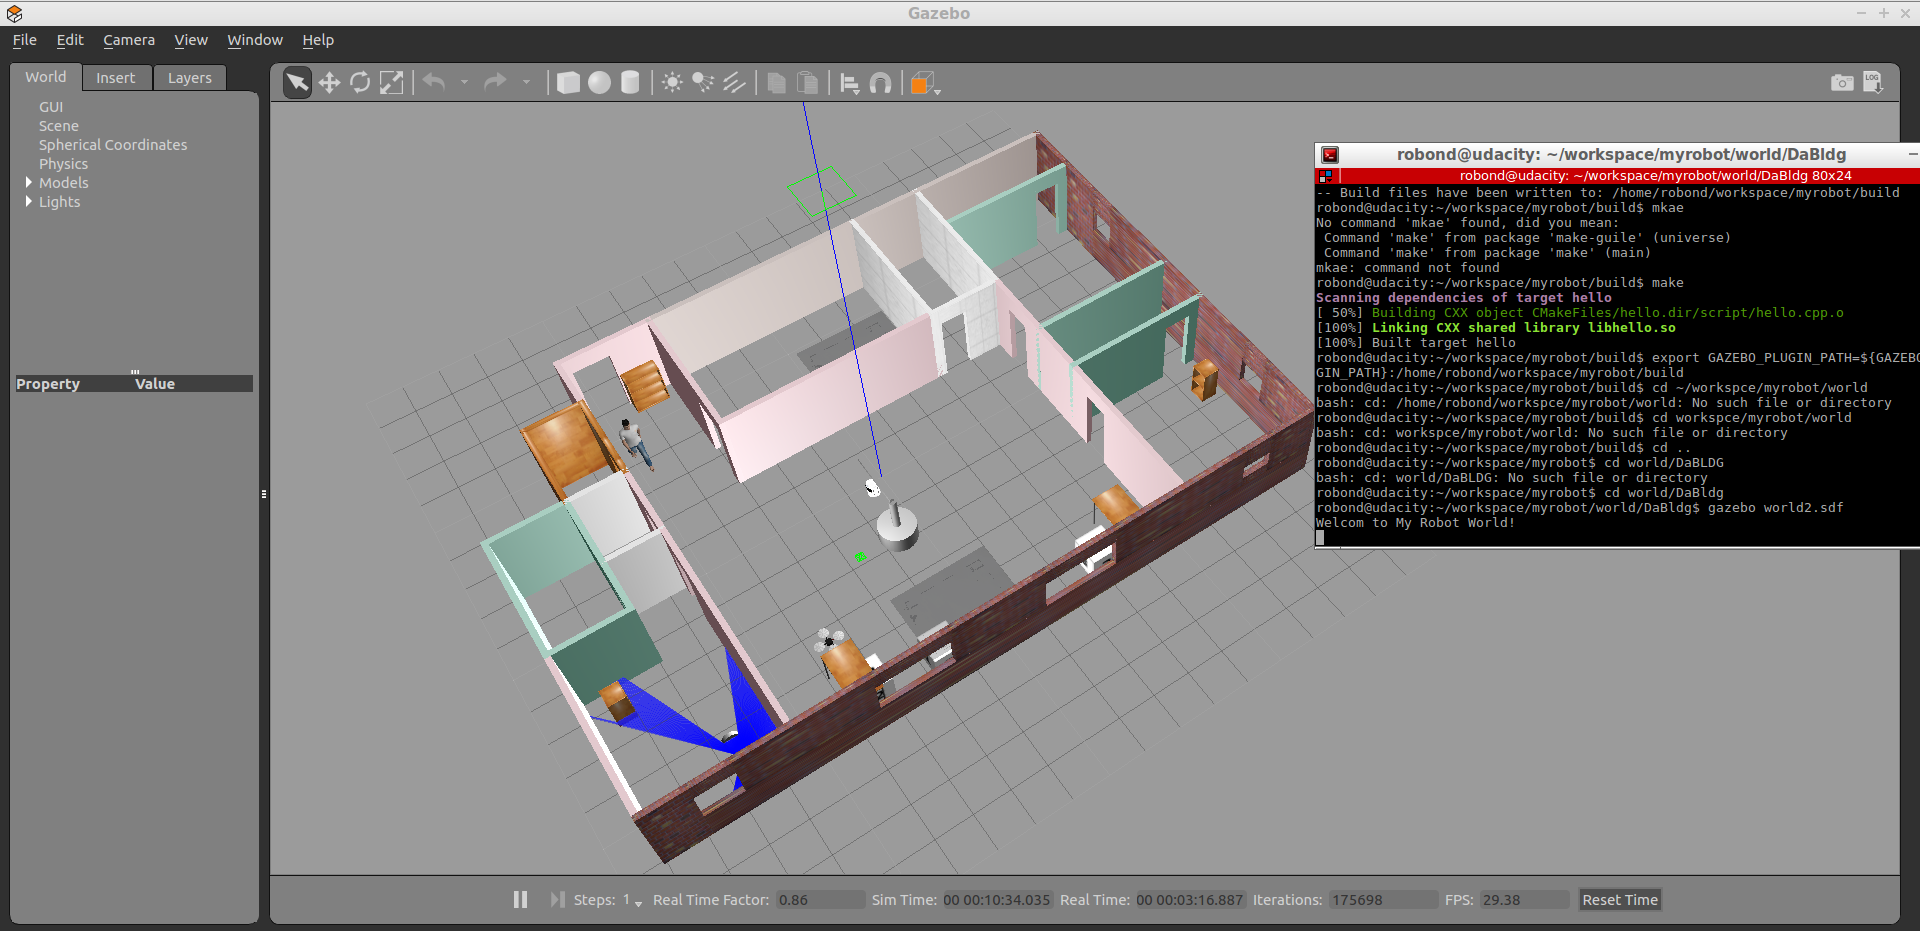 Gazebo
File Edit Camera View Window Help
World Insert Layers
GUI
Scene
Spherical Coordinates
Physics
Models
Lights
Property Value
LOG
robond@udacity: ~/workspace/myrobot/world/DaBldg
robond@udacity: ~/workspace/myrobot/world/DaBldg 80x24
-- Build files have been written to: /home/robond/workspace/myrobot/build
robond@udacity:~/workspace/myrobot/build$ mkae
No command 'mkae' found, did you mean:
Command 'make' from package 'make-guile' (universe)
Command 'make' from package 'make' (main)
mkae: command not found
robond@udacity:~/workspace/myrobot/build$ make
Scanning dependencies of target hello
[ 50%] Building CXX object CMakeFiles/hello.dir/script/hello.cpp.o
[100%] Linking CXX shared library libhello.so
[100%] Built target hello
robond@udacity:~/workspace/myrobot/build$ export GAZEBO_PLUGIN_PATH=${GAZEBO
GIN_PATH}:/home/robond/workspace/myrobot/build
robond@udacity:~/workspace/myrobot/build$ cd ~/workspce/myrobot/world
bash: cd: /home/robond/workspce/myrobot/world: No such file or directory
robond@udacity:~/workspace/myrobot/build$ cd workspce/myrobot/world
bash: cd: workspce/myrobot/world: No such file or directory
robond@udacity:~/workspace/myrobot/build$ cd ..
robond@udacity:~/workspace/myrobot$ cd world/DaBLDG
bash: cd: world/DaBLDG: No such file or directory
robond@udacity:~/workspace/myrobot$ cd world/DaBldg
robond@udacity:~/workspace/myrobot/world/DaBldg$ gazebo world2.sdf
Welcom to My Robot World!
Steps: 1 Real Time Factor: 0.86 Sim Time: 00 00:10:34.035 Real Time: 00 00:03:16.887 Iterations: 175698 FPS: 29.38 Reset Time